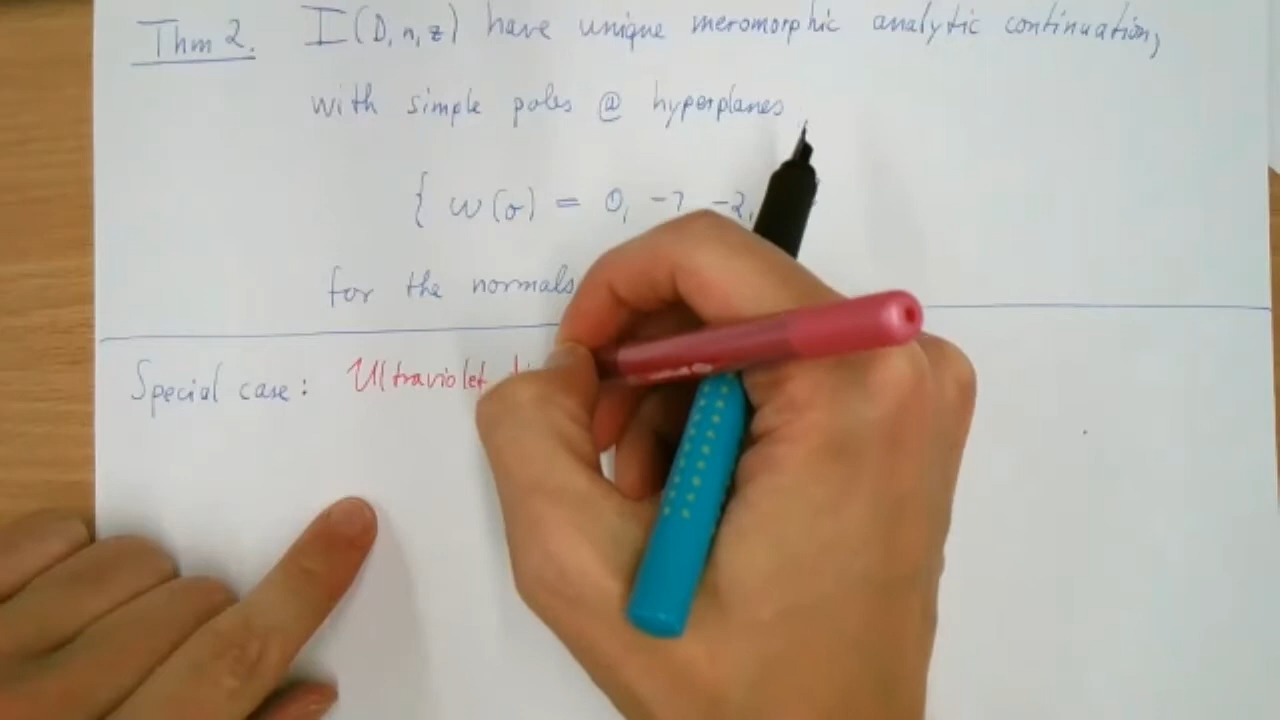 Thm 2. I(D, n, z) have unique meromorphic analytic continuation,
with simple poles @ hyperplanes
{ w(σ) = 0, -1, -2,
for the normals
Special case: Ultraviolet